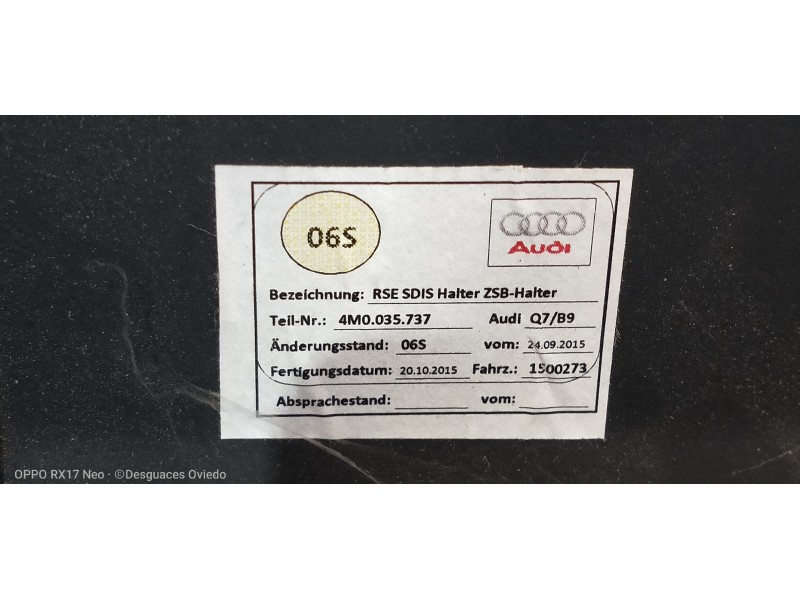 06S
Audi
Bezeichnung: RSE SDIS Halter ZSB-Halter
Teil-Nr.: 4M0.035.737 Audi Q7/B9
Änderungsstand: 06S vom: 24.09.2015
Fertigungsdatum: 20.10.2015 Fahrz.: 1500273
Absprachestand: vom:
OPPO RX17 Neo · ©Desguaces Oviedo